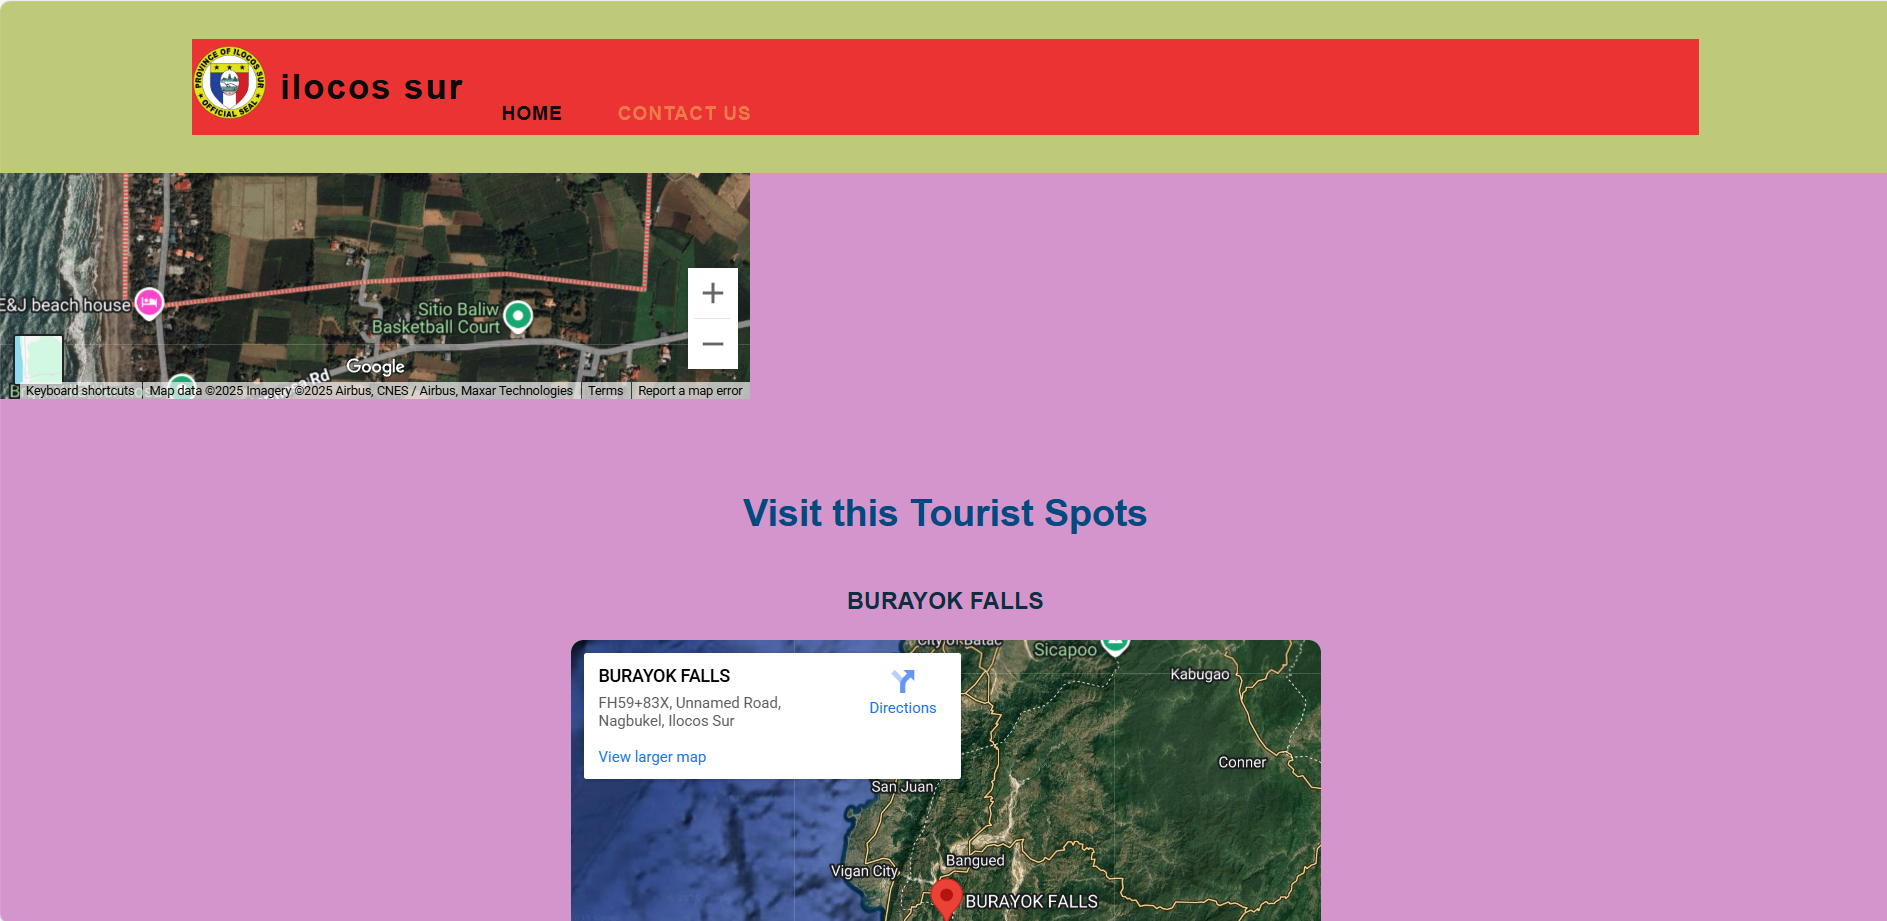 PROVINCE OF ILOCOS SUR
OFFICIAL SEAL
ilocos sur
HOME
CONTACT US
E&J beach house
Sitio Baliw
Basketball Court
Google
Rd
Keyboard shortcuts
Map data ©2025 Imagery ©2025 Airbus, CNES / Airbus, Maxar Technologies
Terms
Report a map error
Visit this Tourist Spots
BURAYOK FALLS
City of Batac
Sicapoo
Kabugao
BURAYOK FALLS
FH59+83X, Unnamed Road,
Nagbukel, Ilocos Sur
Directions
View larger map
Conner
San Juan
Bangued
Vigan City
BURAYOK FALLS